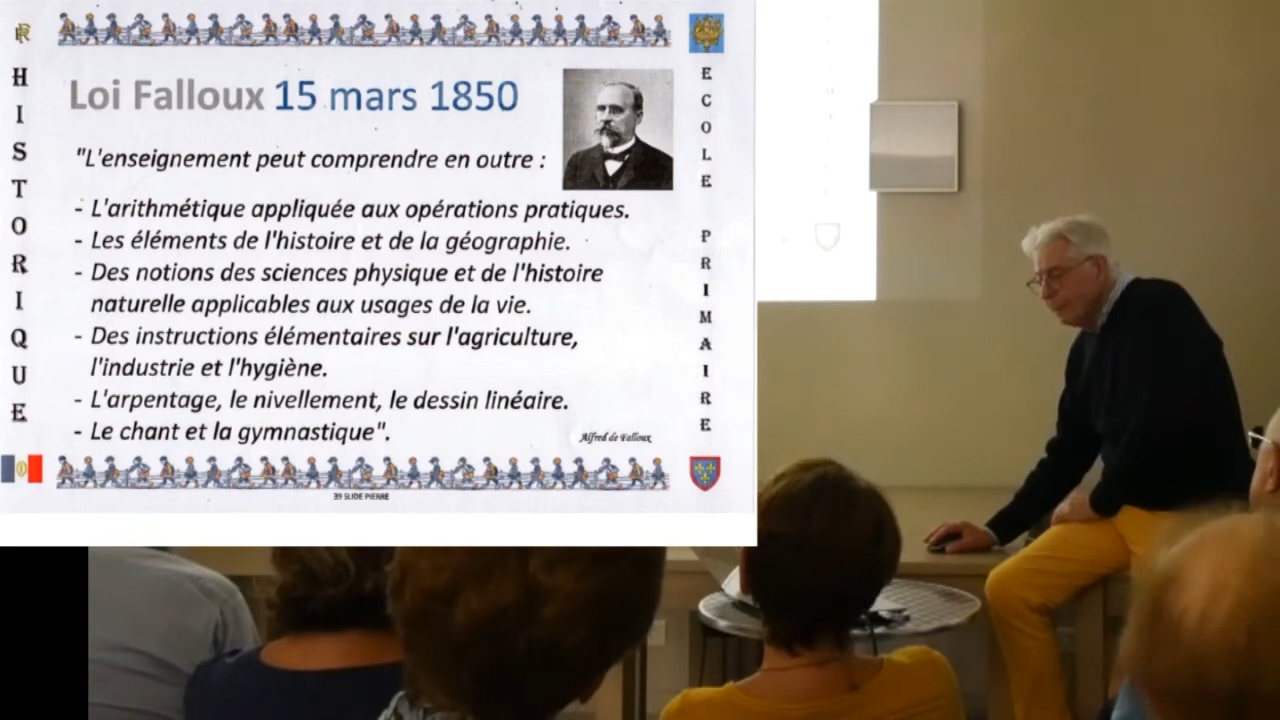 HISTORIQUE
Loi Falloux 15 mars 1850
"L'enseignement peut comprendre en outre :
- L'arithmétique appliquée aux opérations pratiques.
- Les éléments de l'histoire et de la géographie.
- Des notions des sciences physique et de l'histoire
naturelle applicables aux usages de la vie.
- Des instructions élémentaires sur l'agriculture,
l'industrie et l'hygiène.
- L'arpentage, le nivellement, le dessin linéaire.
- Le chant et la gymnastique".
Alfred de Falloux
39 SLIDE PIERRE
ECOLE PRIMAIRE